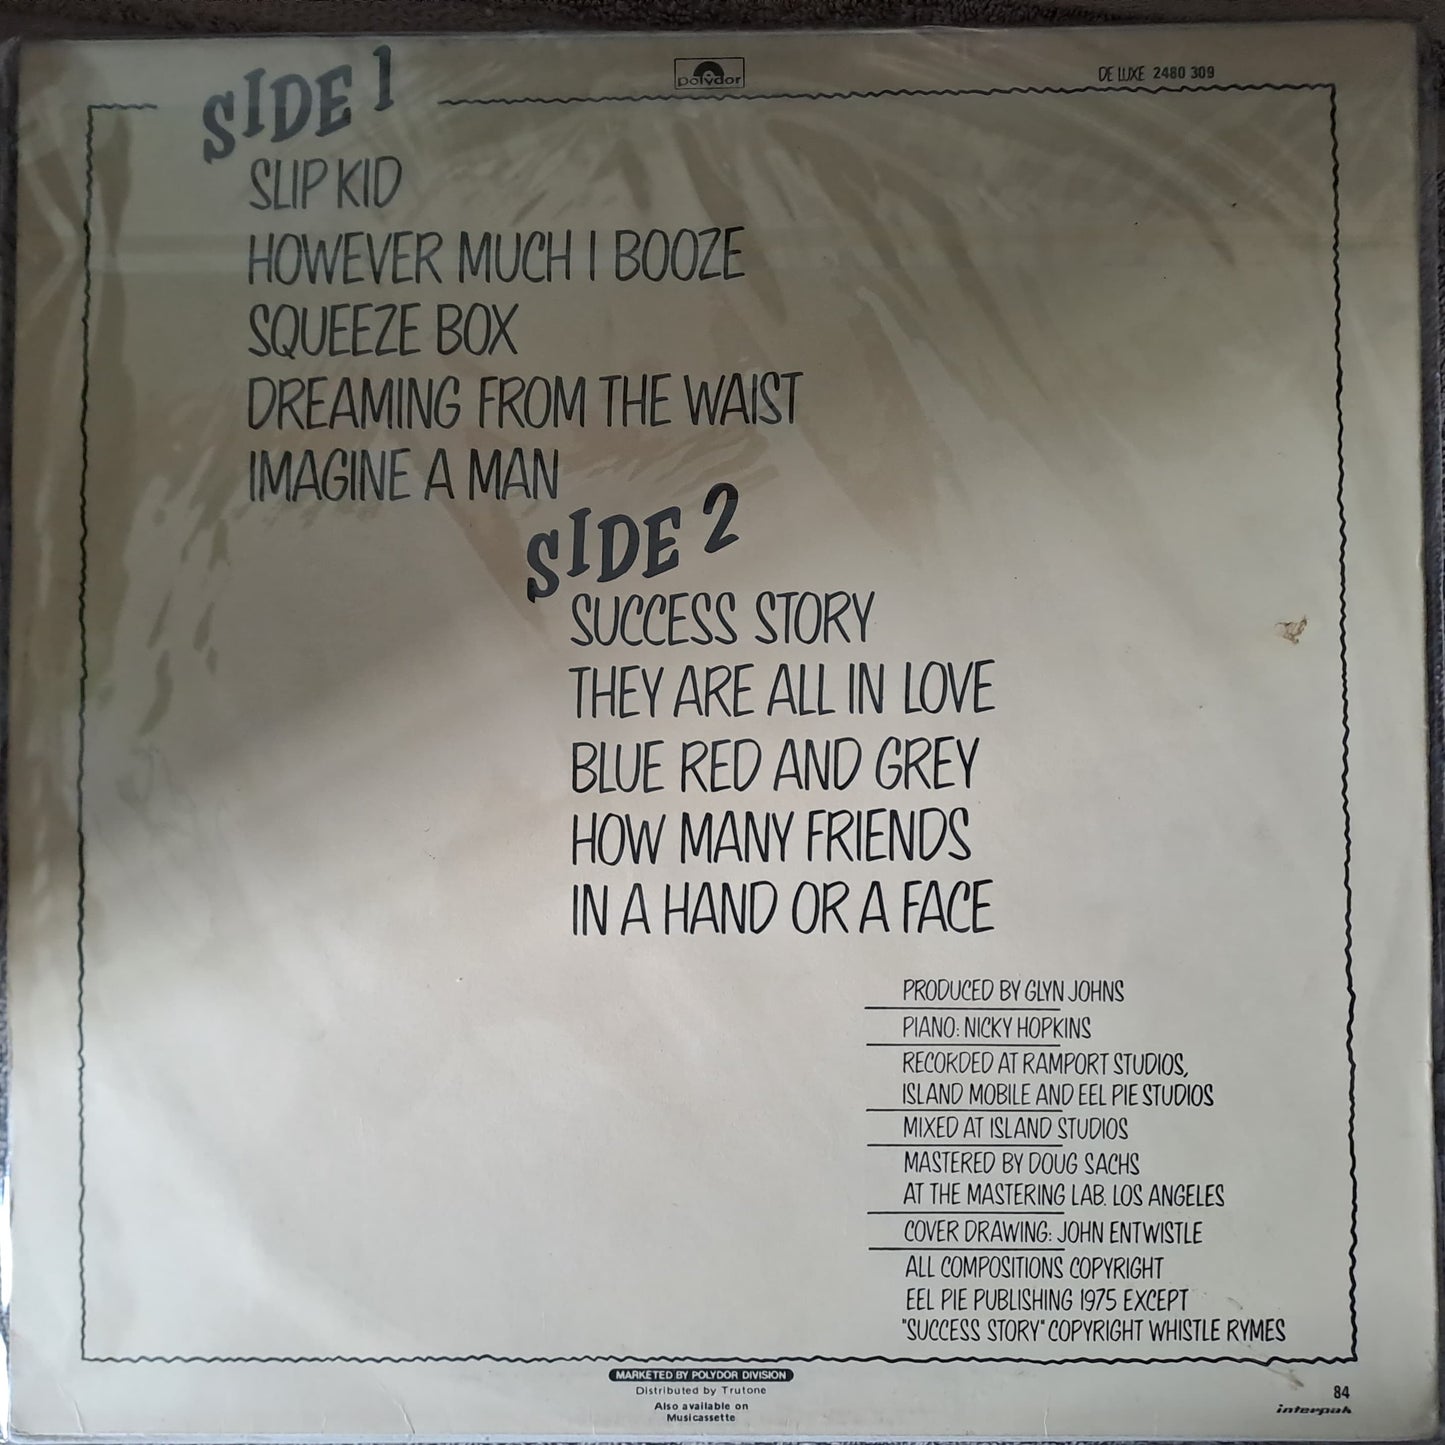 polydor
DE LUXE 2480 309
SIDE 1
SLIP KID
HOWEVER MUCH I BOOZE
SQUEEZE BOX
DREAMING FROM THE WAIST
IMAGINE A MAN
SIDE 2
SUCCESS STORY
THEY ARE ALL IN LOVE
BLUE RED AND GREY
HOW MANY FRIENDS
IN A HAND OR A FACE
PRODUCED BY GLYN JOHNS
PIANO: NICKY HOPKINS
RECORDED AT RAMPORT STUDIOS,
ISLAND MOBILE AND EEL PIE STUDIOS
MIXED AT ISLAND STUDIOS
MASTERED BY DOUG SACHS
AT THE MASTERING LAB. LOS ANGELES
COVER DRAWING: JOHN ENTWISTLE
ALL COMPOSITIONS COPYRIGHT
EEL PIE PUBLISHING 1975 EXCEPT
"SUCCESS STORY" COPYRIGHT WHISTLE RYMES
MARKETED BY POLYDOR DIVISION
Distributed by Trutone
Also available on
Musicassette
84
interpak